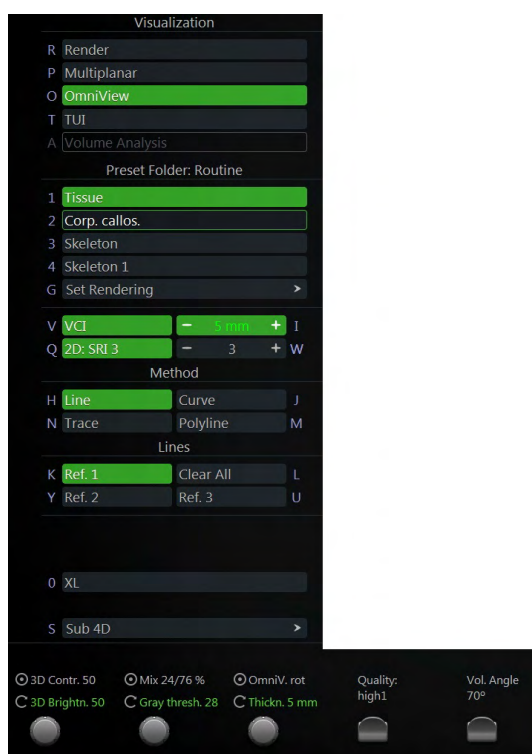 Visualization
R Render
P Multiplanar
O OmniView
T TUI
A Volume Analysis
Preset Folder: Routine
1 Tissue
2 Corp. callos.
3 Skeleton
4 Skeleton 1
G Set Rendering >
V VCI − 5 mm + I
Q 2D: SRI 3 − 3 + W
Method
H Line Curve J
N Trace Polyline M
Lines
K Ref. 1 Clear All L
Y Ref. 2 Ref. 3 U
0 XL
S Sub 4D >
3D Contr. 50 Mix 24/76 % OmniV. rot Quality: Vol. Angle
3D Brightn. 50 Gray thresh. 28 Thickn. 5 mm high1 70º